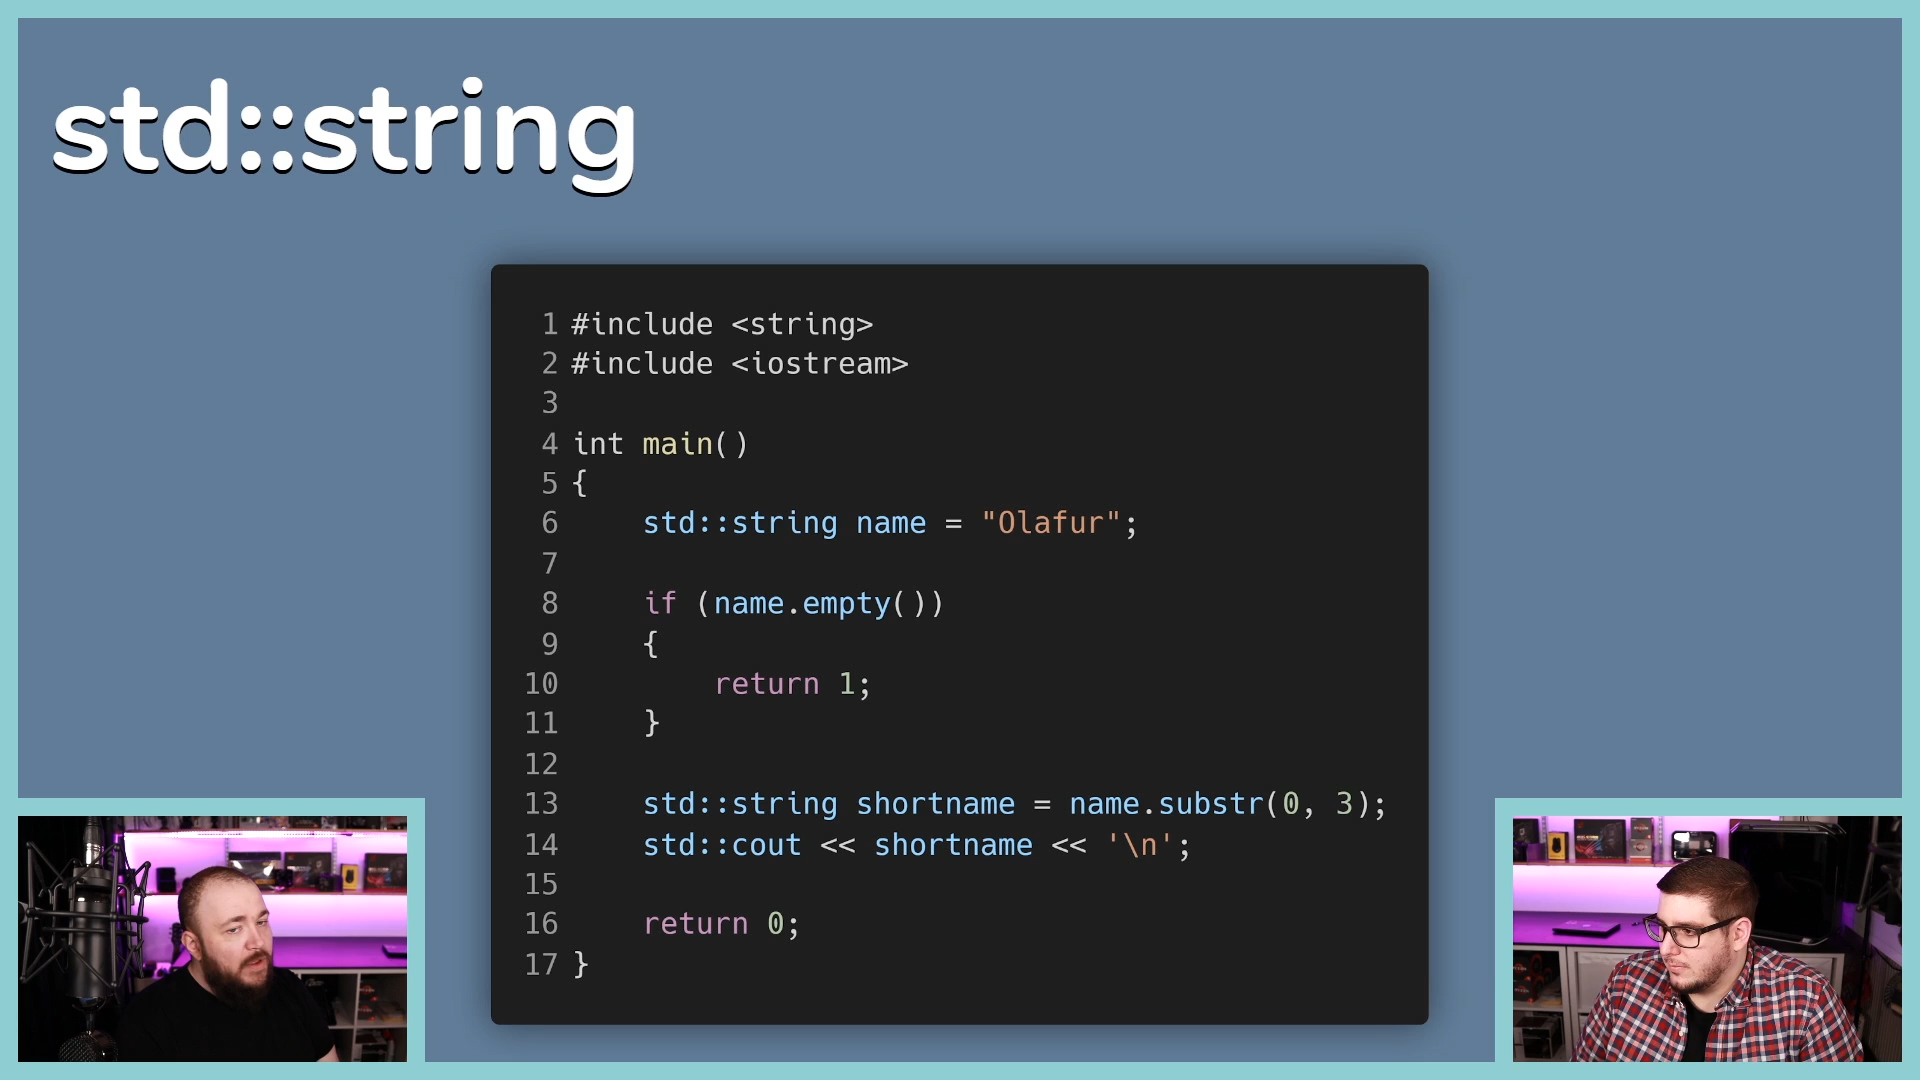 std::string
1 #include <string>
2 #include <iostream>
3
4 int main()
5 {
6     std::string name = "Olafur";
7
8     if (name.empty())
9     {
10         return 1;
11     }
12
13     std::string shortname = name.substr(0, 3);
14     std::cout << shortname << '\n';
15
16     return 0;
17 }